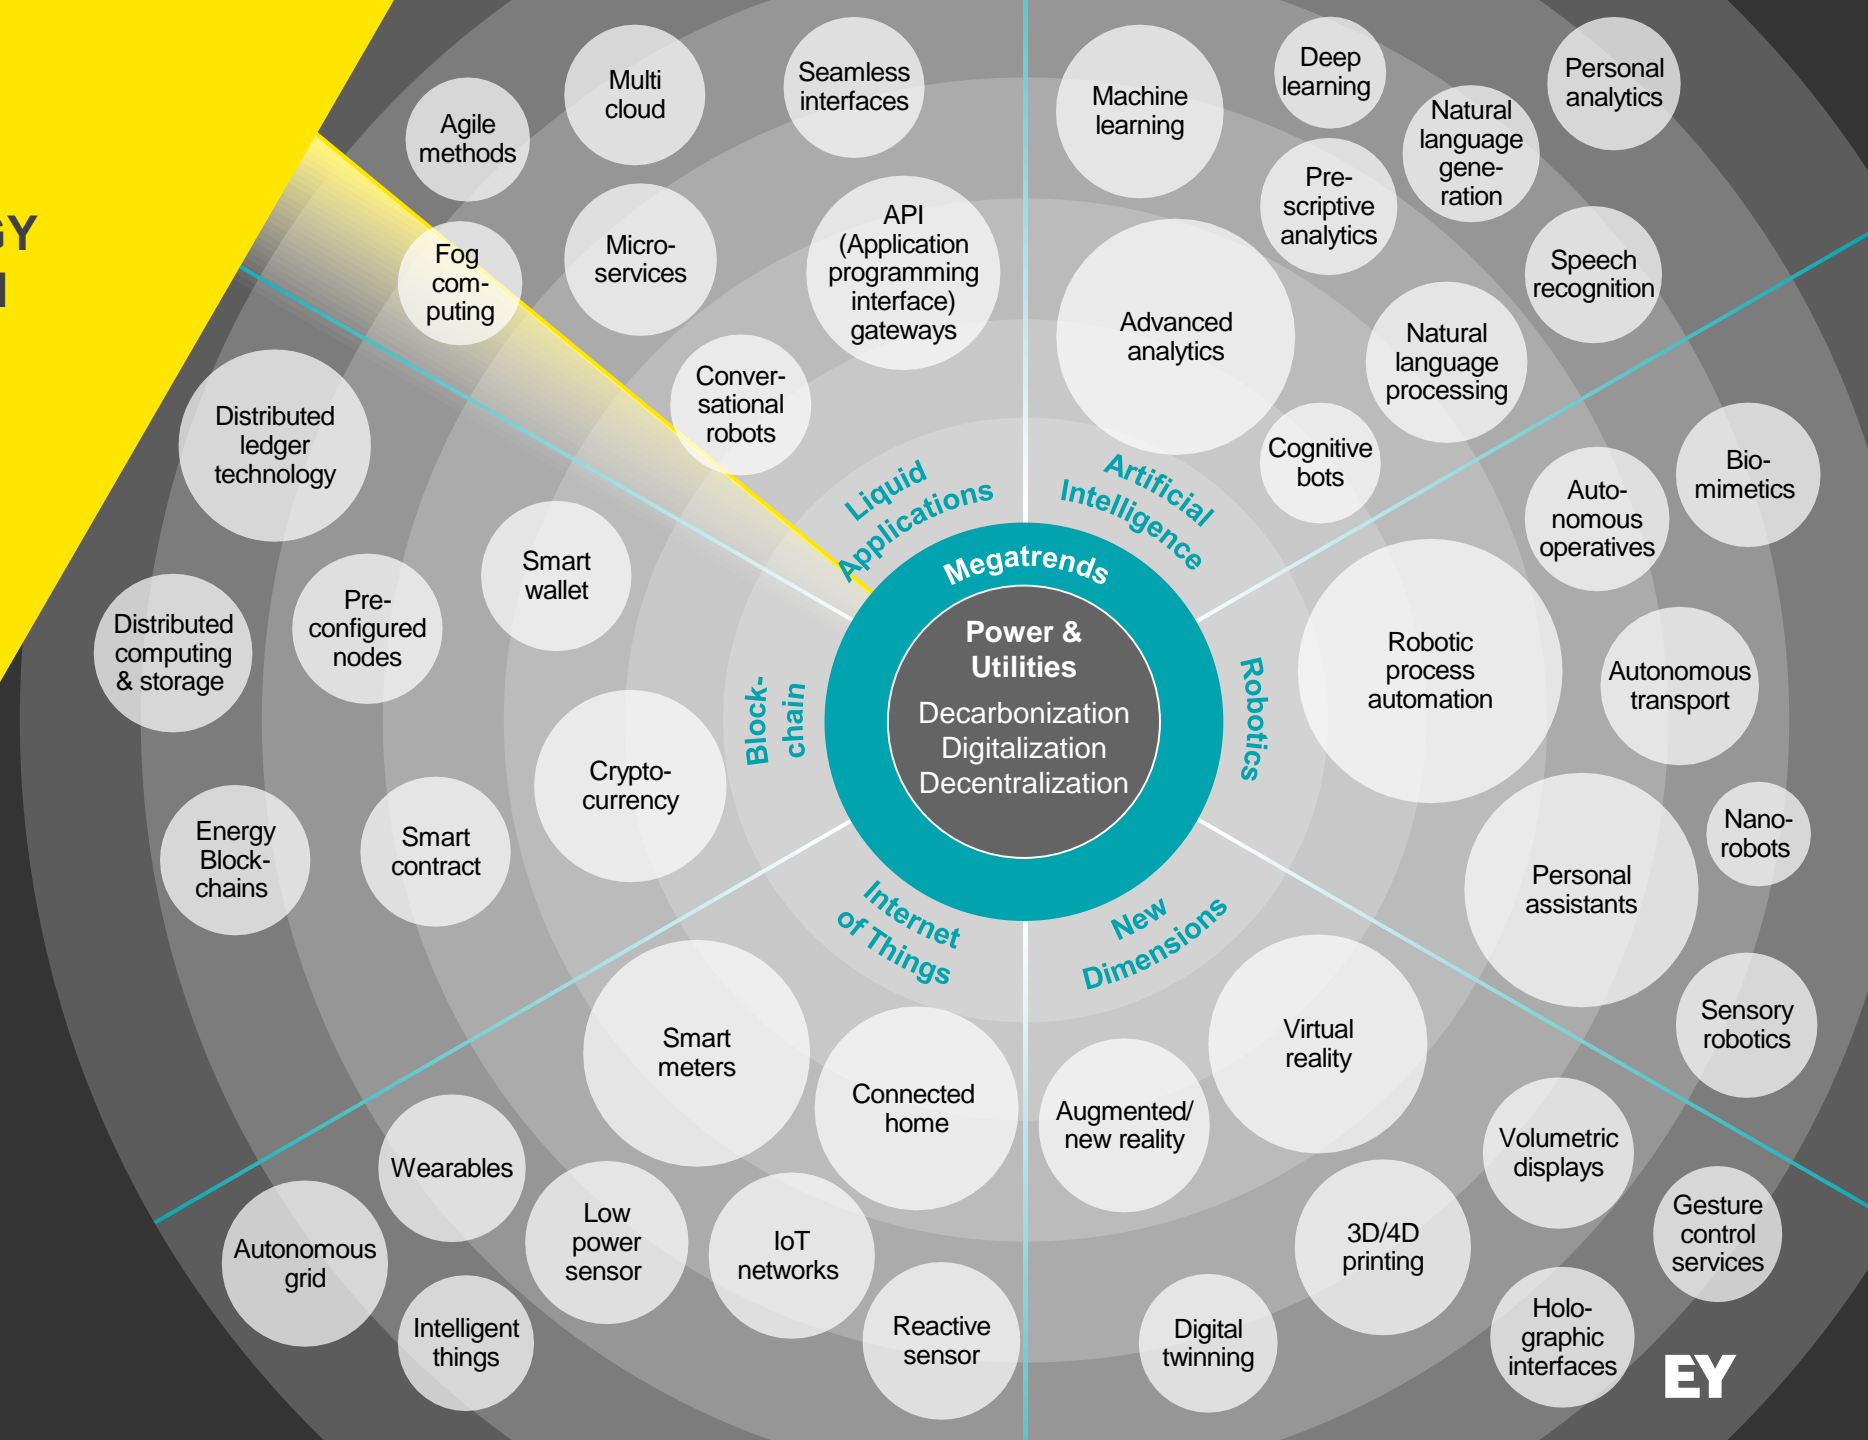 GY
Agile
methods
Multi
cloud
Seamless
interfaces
Fog
com-
puting
Micro-
services
API
(Application
programming
interface)
gateways
Conver-
sational
robots
Liquid
Applications
Machine
learning
Deep
learning
Personal
analytics
Natural
language
gene-
ration
Pre-
scriptive
analytics
Speech
recognition
Advanced
analytics
Natural
language
processing
Cognitive
bots
Artificial
Intelligence
Bio-
mimetics
Auto-
nomous
operatives
Robotic
process
automation
Autonomous
transport
Nano-
robots
Personal
assistants
Sensory
robotics
Robotics
Megatrends
Power &
Utilities
Decarbonization
Digitalization
Decentralization
Distributed
ledger
technology
Smart
wallet
Pre-
configured
nodes
Distributed
computing
& storage
Crypto-
currency
Energy
Block-
chains
Smart
contract
Block-
chain
Internet
of Things
Smart
meters
Connected
home
Wearables
Low
power
sensor
IoT
networks
Autonomous
grid
Intelligent
things
Reactive
sensor
New
Dimensions
Virtual
reality
Augmented/
new reality
Volumetric
displays
Gesture
control
services
3D/4D
printing
Digital
twinning
Holo-
graphic
interfaces
EY